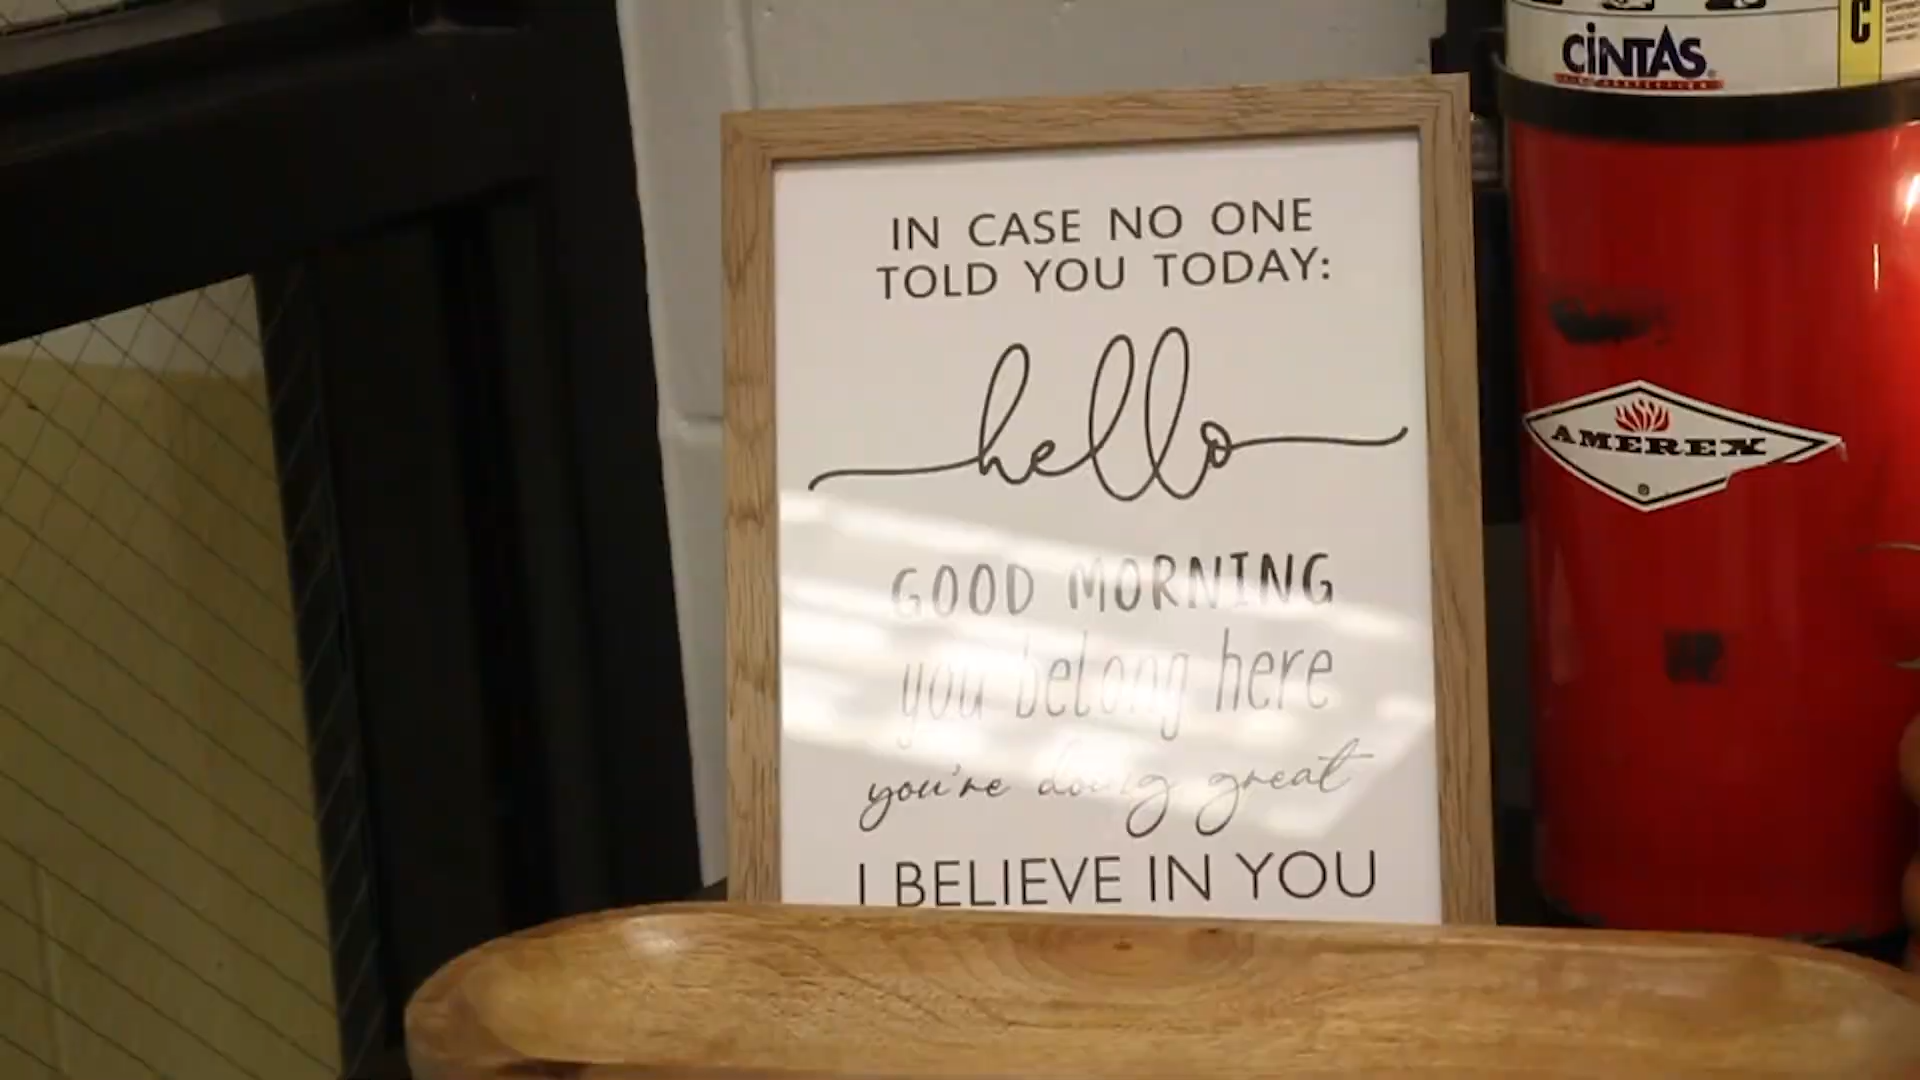 IN CASE NO ONE
TOLD YOU TODAY:
hello
GOOD MORNING
you belong here
you're doing great
I BELIEVE IN YOU
CINTAS
C
AMEREX